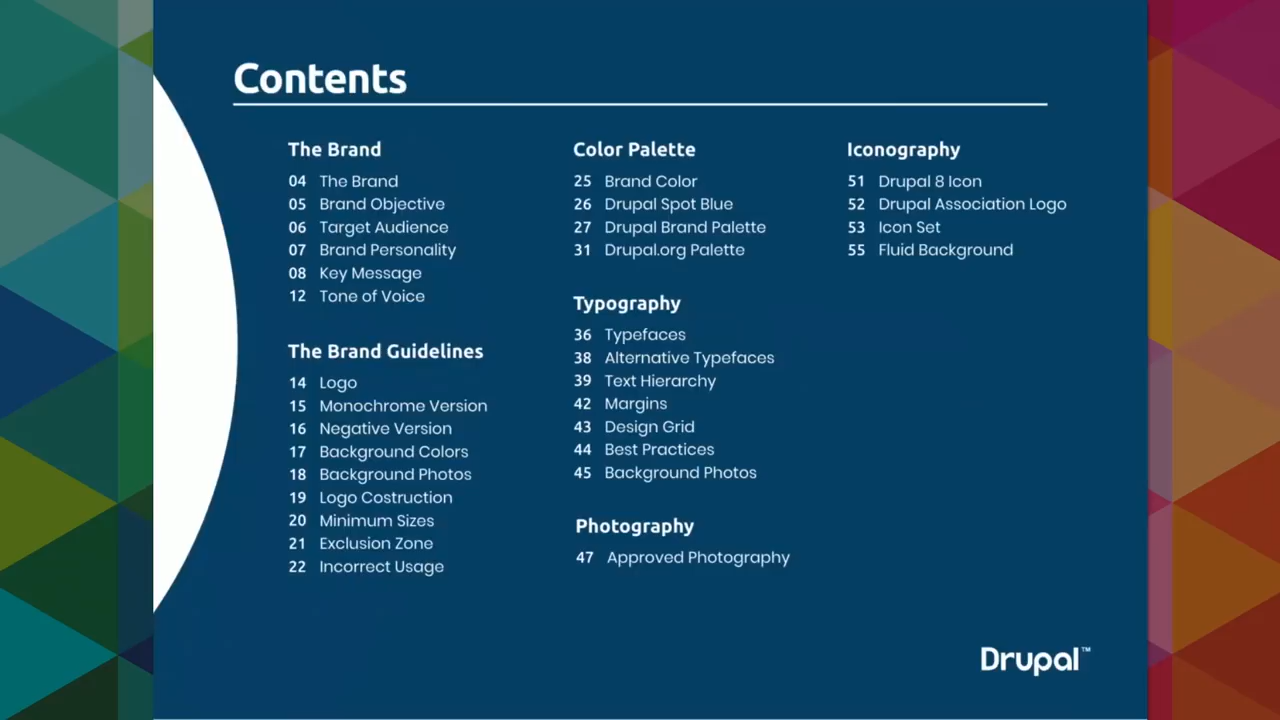 Contents
The Brand
04 The Brand
05 Brand Objective
06 Target Audience
07 Brand Personality
08 Key Message
12 Tone of Voice
The Brand Guidelines
14 Logo
15 Monochrome Version
16 Negative Version
17 Background Colors
18 Background Photos
19 Logo Costruction
20 Minimum Sizes
21 Exclusion Zone
22 Incorrect Usage
Color Palette
25 Brand Color
26 Drupal Spot Blue
27 Drupal Brand Palette
31 Drupal.org Palette
Typography
36 Typefaces
38 Alternative Typefaces
39 Text Hierarchy
42 Margins
43 Design Grid
44 Best Practices
45 Background Photos
Photography
47 Approved Photography
Iconography
51 Drupal 8 Icon
52 Drupal Association Logo
53 Icon Set
55 Fluid Background
Drupal™